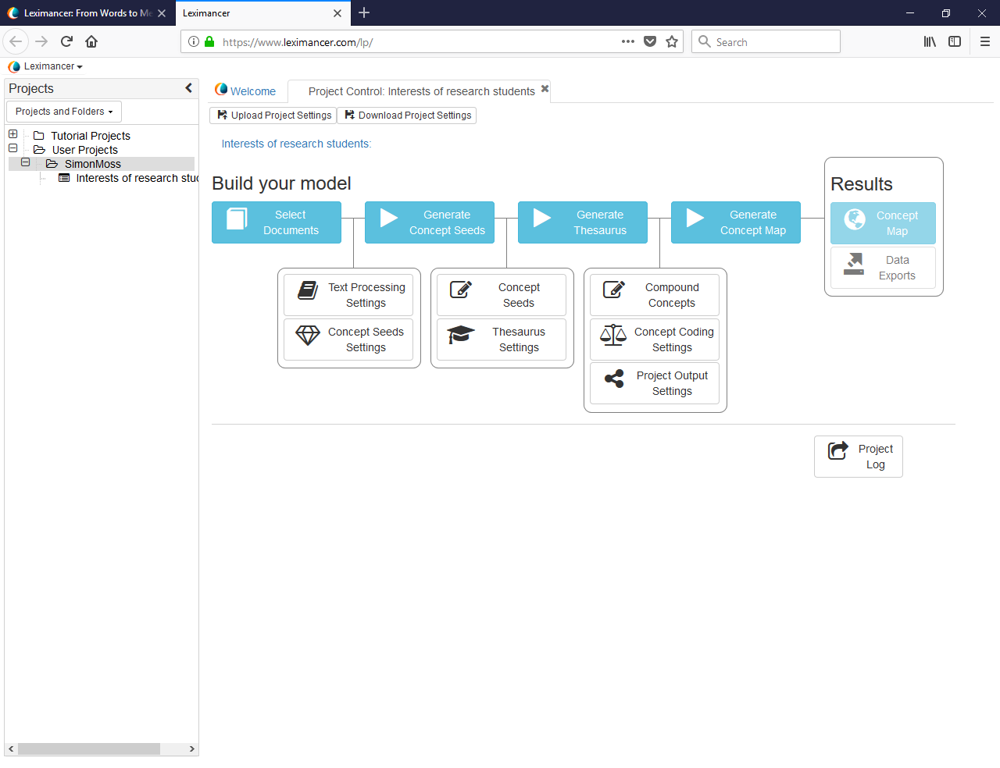 Leximancer: From Words to Me
Leximancer
https://www.leximancer.com/lp/
Search
Leximancer
Projects
Projects and Folders
Tutorial Projects
User Projects
SimonMoss
Interests of research stud
Welcome
Project Control: Interests of research students
Upload Project Settings
Download Project Settings
Interests of research students:
Build your model
Select
Documents
Generate
Concept Seeds
Generate
Thesaurus
Generate
Concept Map
Results
Concept
Map
Data
Exports
Text Processing
Settings
Concept Seeds
Settings
Concept
Seeds
Thesaurus
Settings
Compound
Concepts
Concept Coding
Settings
Project Output
Settings
Project
Log